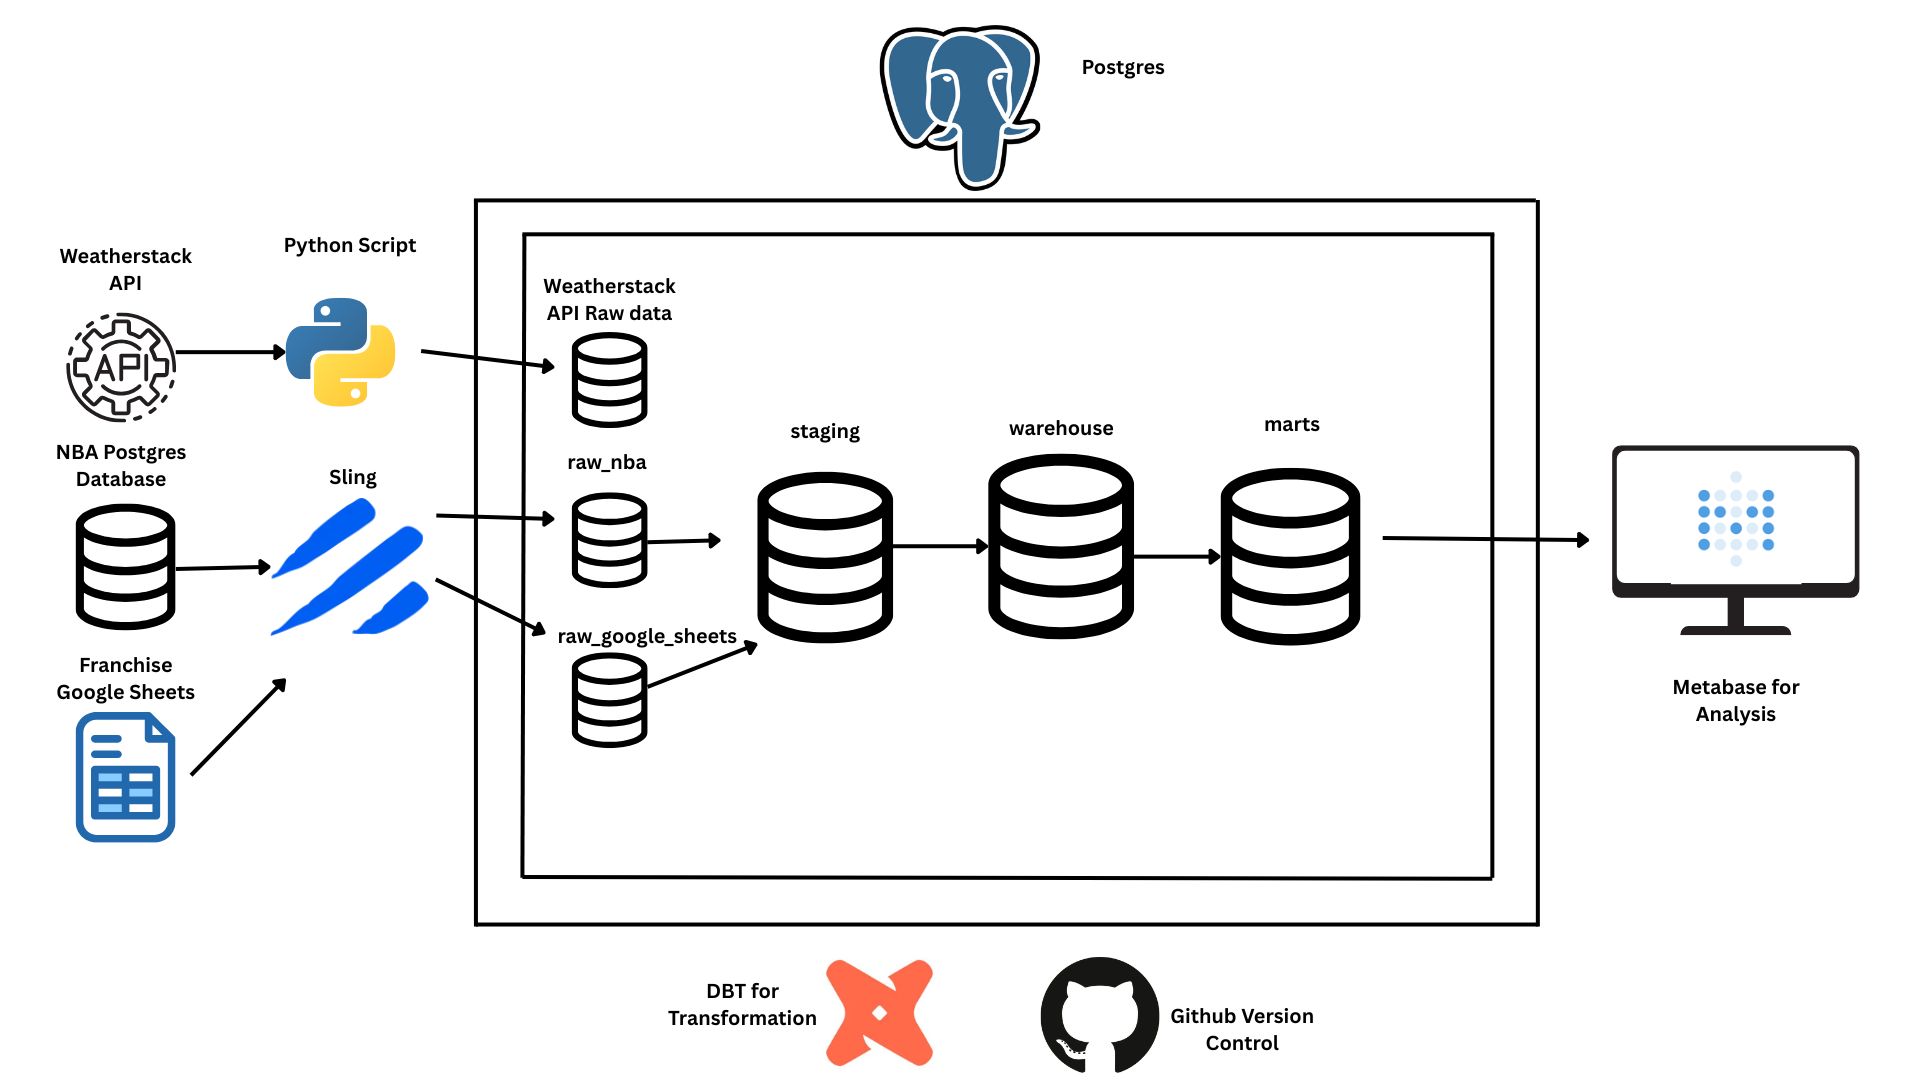 Postgres
Weatherstack
API
API
Python Script
NBA Postgres
Database
Sling
Franchise
Google Sheets
Weatherstack
API Raw data
raw_nba
raw_google_sheets
staging
warehouse
marts
Metabase for
Analysis
DBT for
Transformation
Github Version
Control